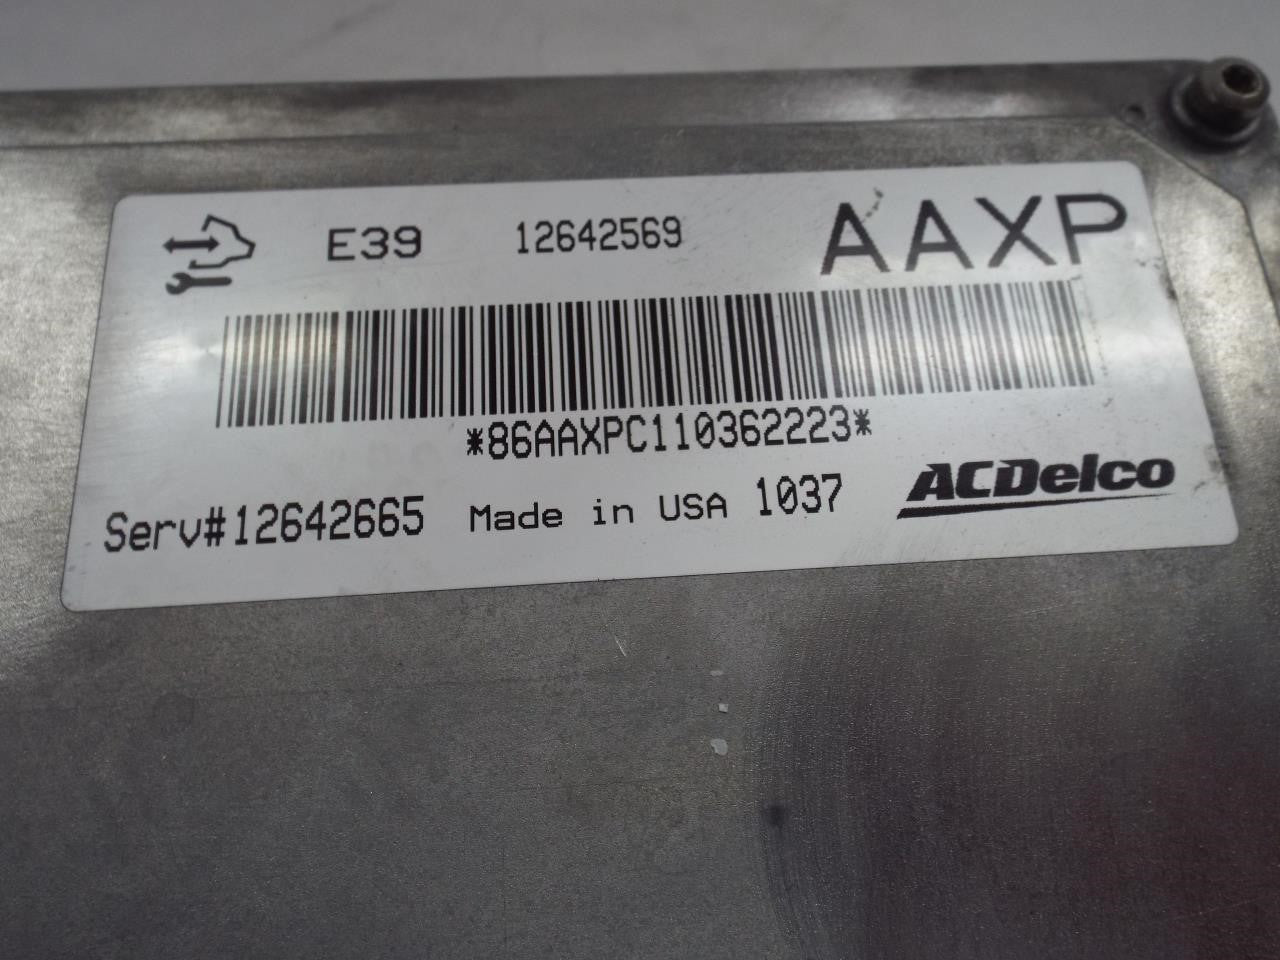 E39 12642569 AAXP
*86AAXPC110362223*
Serv#12642665 Made in USA 1037 ACDelco